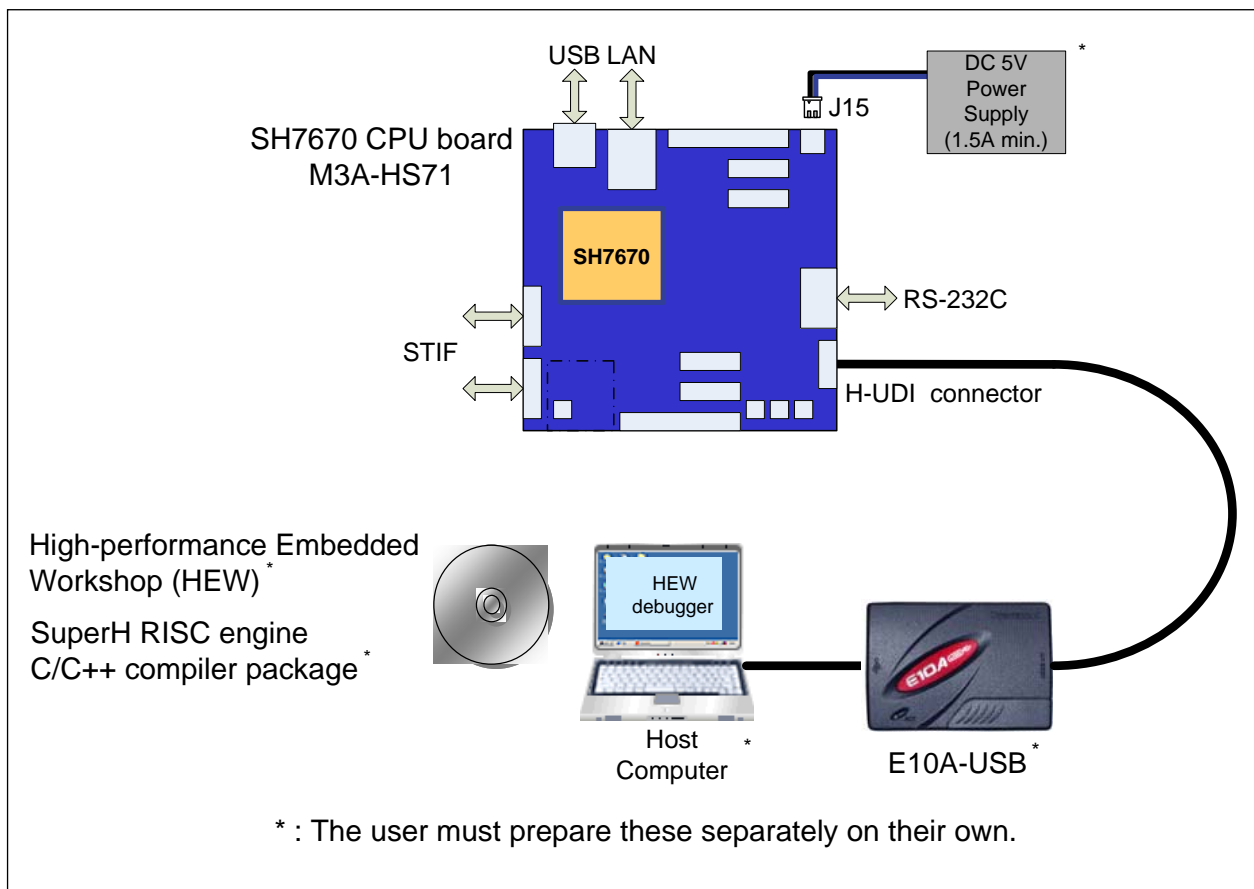 USB LAN
DC 5V
Power
Supply
(1.5A min.)
*
J15
SH7670 CPU board
M3A-HS71
SH7670
RS-232C
STIF
H-UDI connector
High-performance Embedded
Workshop (HEW) *
SuperH RISC engine
C/C++ compiler package *
HEW
debugger
E10A
Host
Computer
*
E10A-USB *
* : The user must prepare these separately on their own.